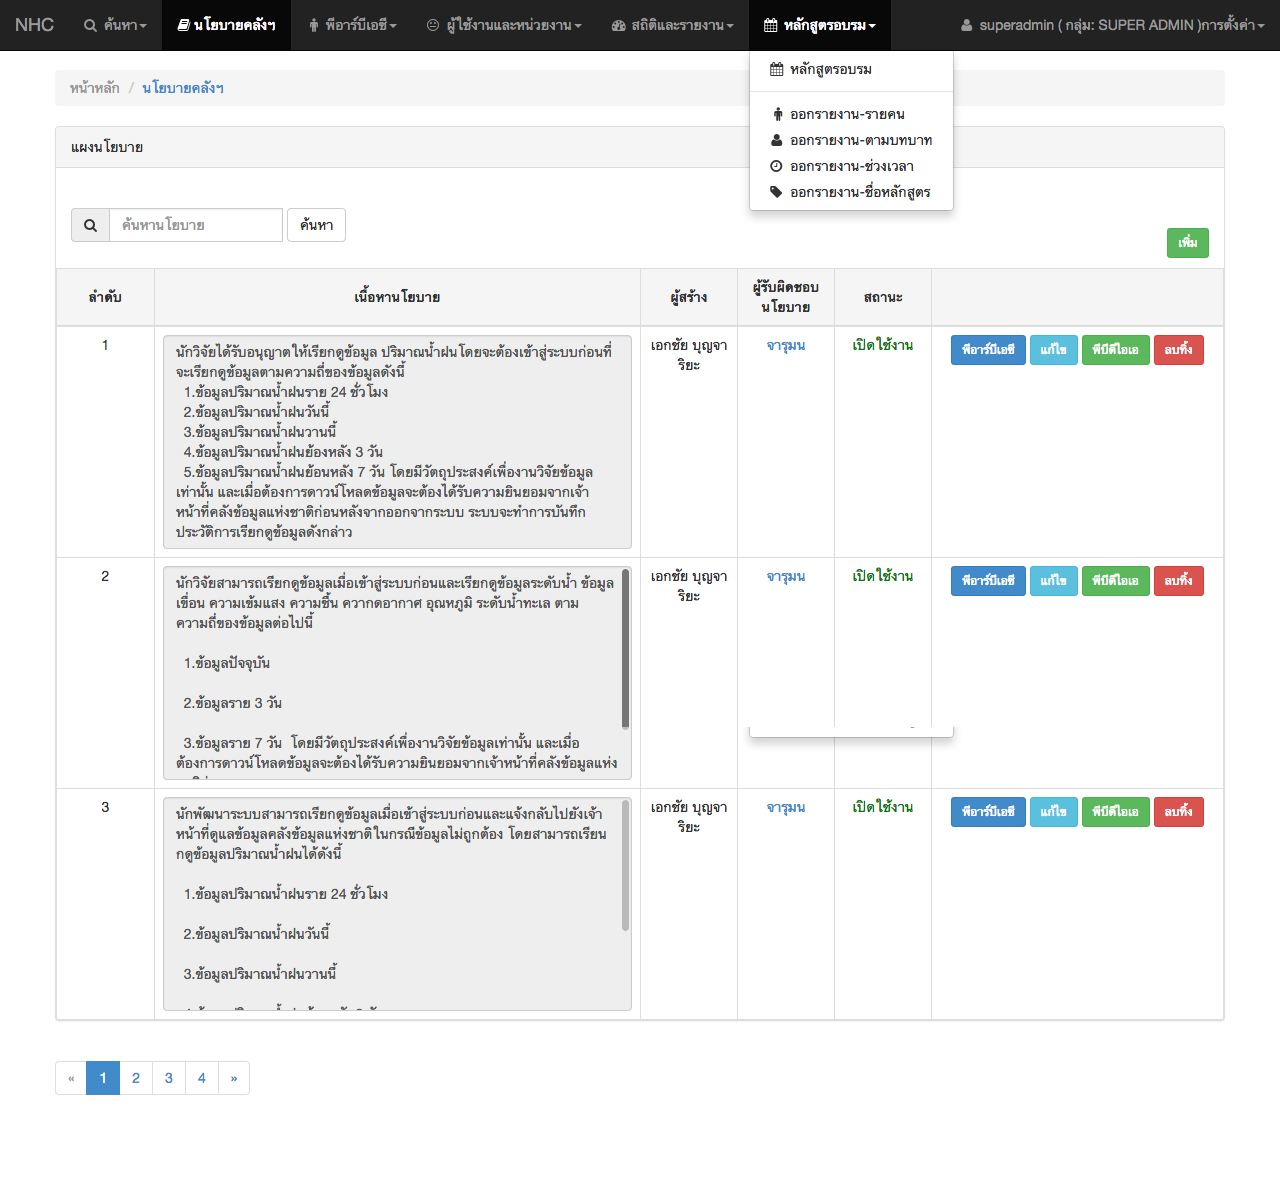 NHC ค้นหา นโยบายคลังฯ พีอาร์บีเอซี ผู้ใช้งานและหน่วยงาน สถิติและรายงาน หลักสูตรอบรม superadmin ( กลุ่ม: SUPER ADMIN )การตั้งค่า
หลักสูตรอบรม
ออกรายงาน-รายคน
ออกรายงาน-ตามบทบาท
ออกรายงาน-ช่วงเวลา
ออกรายงาน-ชื่อหลักสูตร
หน้าหลัก / นโยบายคลังฯ
แผงนโยบาย
ค้นหานโยบาย ค้นหา
เพิ่ม
ลำดับ เนื้อหานโยบาย ผู้สร้าง ผู้รับผิดชอบ
นโยบาย สถานะ
1
นักวิจัยได้รับอนุญาตให้เรียกดูข้อมูล ปริมาณน้ำฝนโดยจะต้องเข้าสู่ระบบก่อนที่
จะเรียกดูข้อมูลตามความถี่ของข้อมูลดังนี้
1.ข้อมูลปริมาณน้ำฝนราย 24 ชั่วโมง
2.ข้อมูลปริมาณน้ำฝนวันนี้
3.ข้อมูลปริมาณน้ำฝนวานนี้
4.ข้อมูลปริมาณน้ำฝนย้องหลัง 3 วัน
5.ข้อมูลปริมาณน้ำฝนย้อนหลัง 7 วัน โดยมีวัตถุประสงค์เพื่องานวิจัยข้อมูล
เท่านั้น และเมื่อต้องการดาวน์โหลดข้อมูลจะต้องได้รับความยินยอมจากเจ้า
หน้าที่คลังข้อมูลแห่งชาติก่อนหลังจากออกจากระบบ ระบบจะทำการบันทึก
ประวัติการเรียกดูข้อมูลดังกล่าว
เอกชัย บุญจา
ริยะ
จารุมน
เปิดใช้งาน
พีอาร์บีเอซี แก้ไข พีบีดีไอเอ ลบทิ้ง
2
นักวิจัยสามารถเรียกดูข้อมูลเมื่อเข้าสู่ระบบก่อนและเรียกดูข้อมูลระดับน้ำ ข้อมูล
เขื่อน ความเข้มแสง ความชื้น ความกดอากาศ อุณหภูมิ ระดับน้ำทะเล ตาม
ความถี่ของข้อมูลต่อไปนี้
1.ข้อมูลปัจจุบัน
2.ข้อมูลราย 3 วัน
3.ข้อมูลราย 7 วัน โดยมีวัตถุประสงค์เพื่องานวิจัยข้อมูลเท่านั้น และเมื่อ
ต้องการดาวน์โหลดข้อมูลจะต้องได้รับความยินยอมจากเจ้าหน้าที่คลังข้อมูลแห่ง
เอกชัย บุญจา
ริยะ
จารุมน
เปิดใช้งาน
พีอาร์บีเอซี แก้ไข พีบีดีไอเอ ลบทิ้ง
3
นักพัฒนาระบบสามารถเรียกดูข้อมูลเมื่อเข้าสู่ระบบก่อนและแจ้งกลับไปยังเจ้า
หน้าที่ดูแลข้อมูลคลังข้อมูลแห่งชาติในกรณีข้อมูลไม่ถูกต้อง โดยสามารถเรียน
กดูข้อมูลปริมาณน้ำฝนได้ดังนี้
1.ข้อมูลปริมาณน้ำฝนราย 24 ชั่วโมง
2.ข้อมูลปริมาณน้ำฝนวันนี้
3.ข้อมูลปริมาณน้ำฝนวานนี้
เอกชัย บุญจา
ริยะ
จารุมน
เปิดใช้งาน
พีอาร์บีเอซี แก้ไข พีบีดีไอเอ ลบทิ้ง
« 1 2 3 4 »